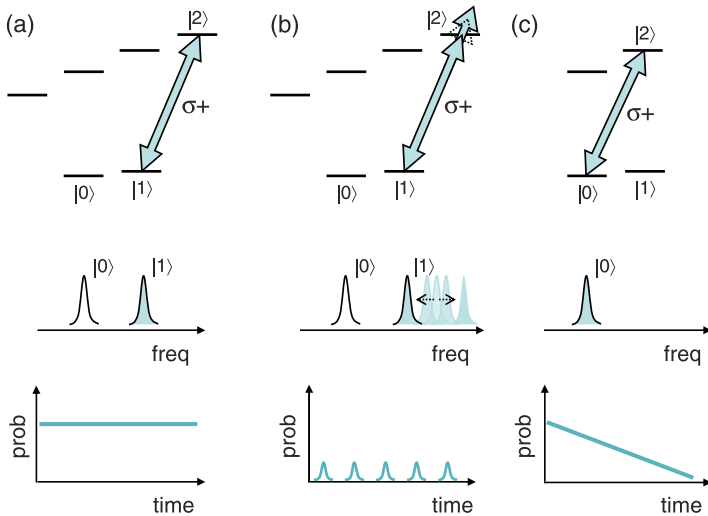 (a)
|2⟩
σ+
|0⟩
|1⟩
|0⟩
|1⟩
freq
prob
time
(b)
|2⟩
σ+
|0⟩
|1⟩
|0⟩
|1⟩
freq
prob
time
(c)
|2⟩
σ+
|0⟩
|1⟩
|0⟩
freq
prob
time